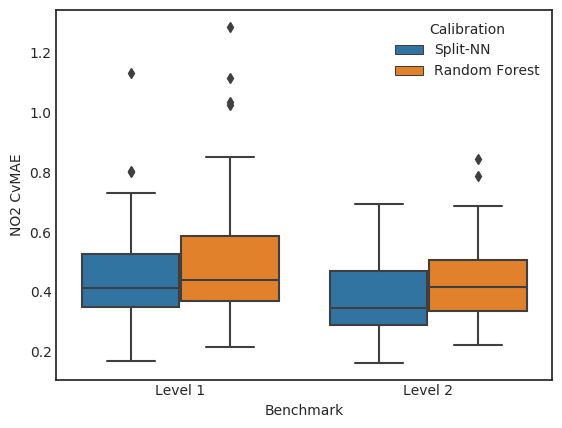 Calibration
Split-NN
Random Forest
NO2 CvMAE
1.2
1.0
0.8
0.6
0.4
0.2
Level 1
Level 2
Benchmark